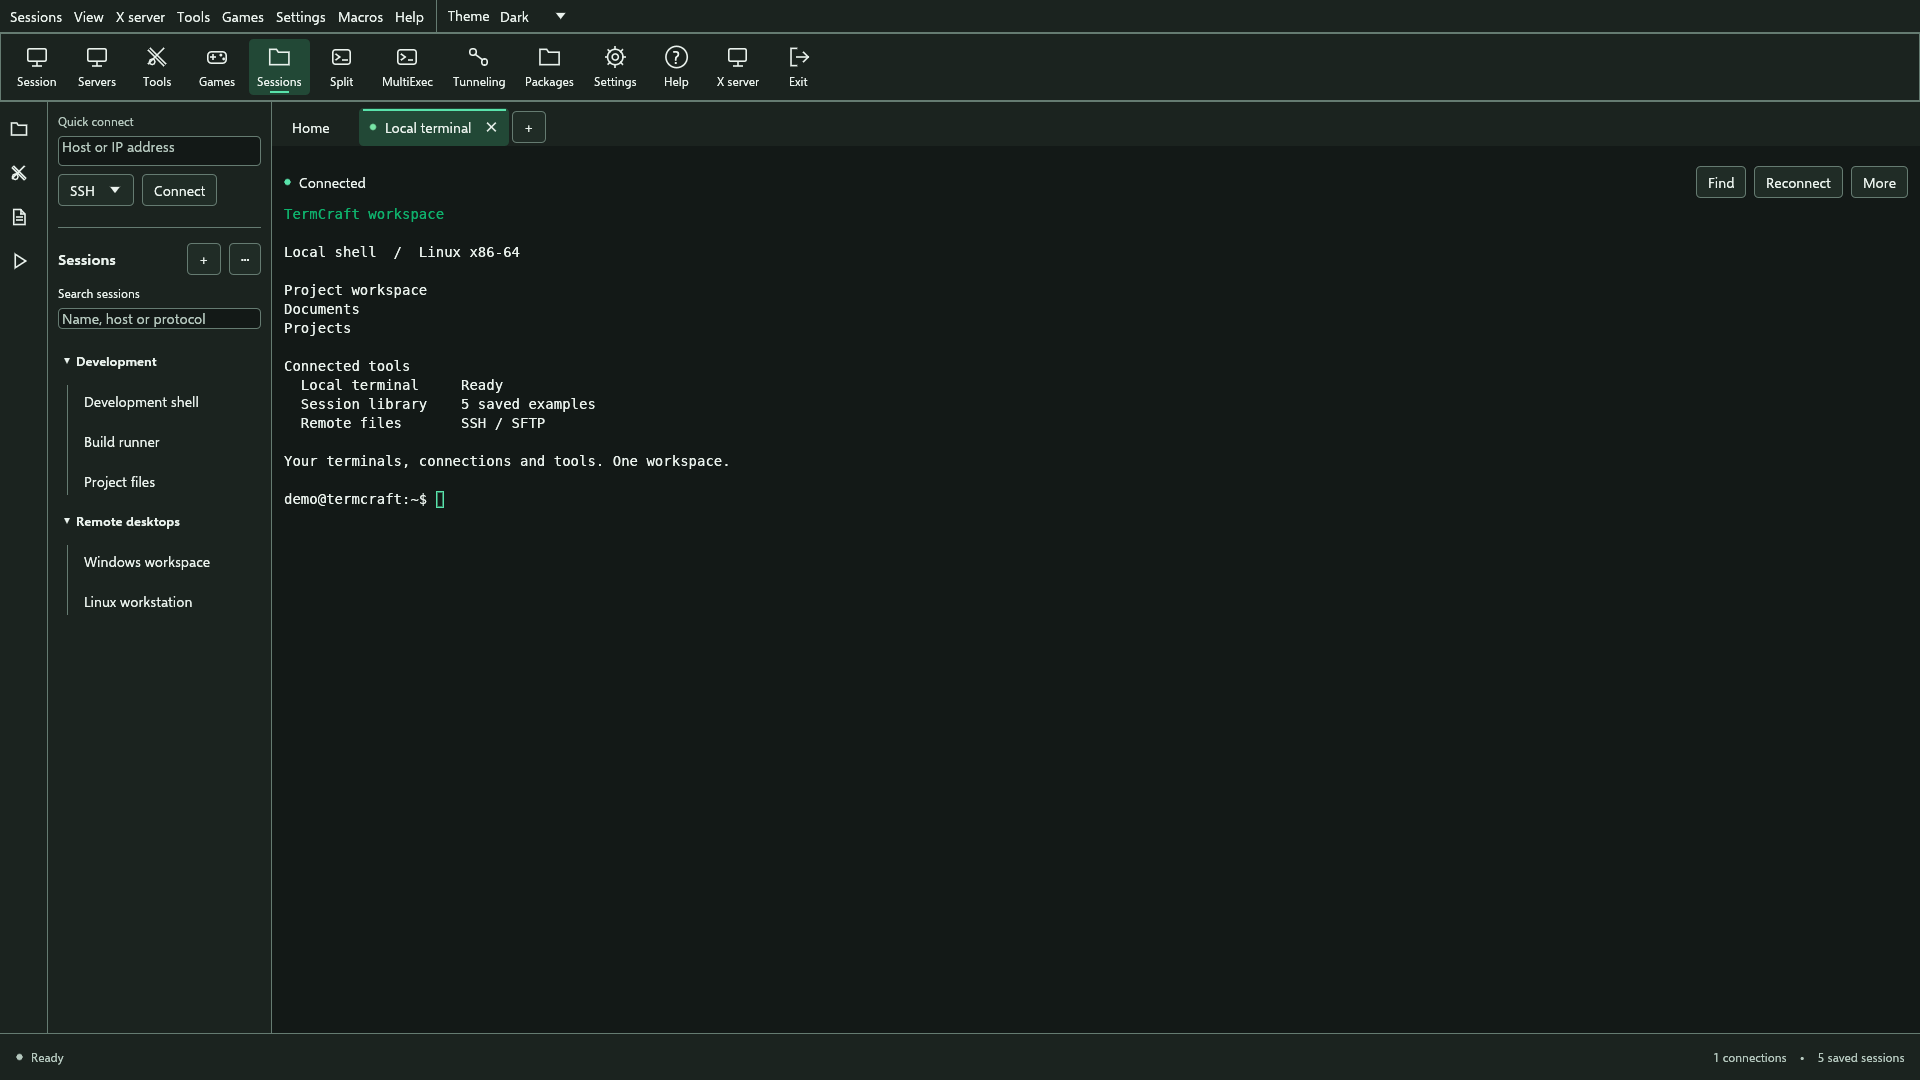 Sessions View X server Tools Games Settings Macros Help Theme Dark
Session Servers Tools Games Sessions Split MultiExec Tunneling Packages Settings Help X server Exit
Quick connect
Host or IP address
SSH Connect
Sessions + ...
Search sessions
Name, host or protocol
Development
Development shell
Build runner
Project files
Remote desktops
Windows workspace
Linux workstation
Home Local terminal +
Connected Find Reconnect More
TermCraft workspace
Local shell / Linux x86-64
Project workspace
Documents
Projects
Connected tools
Local terminal Ready
Session library 5 saved examples
Remote files SSH / SFTP
Your terminals, connections and tools. One workspace.
demo@termcraft:~$
Ready 1 connections • 5 saved sessions